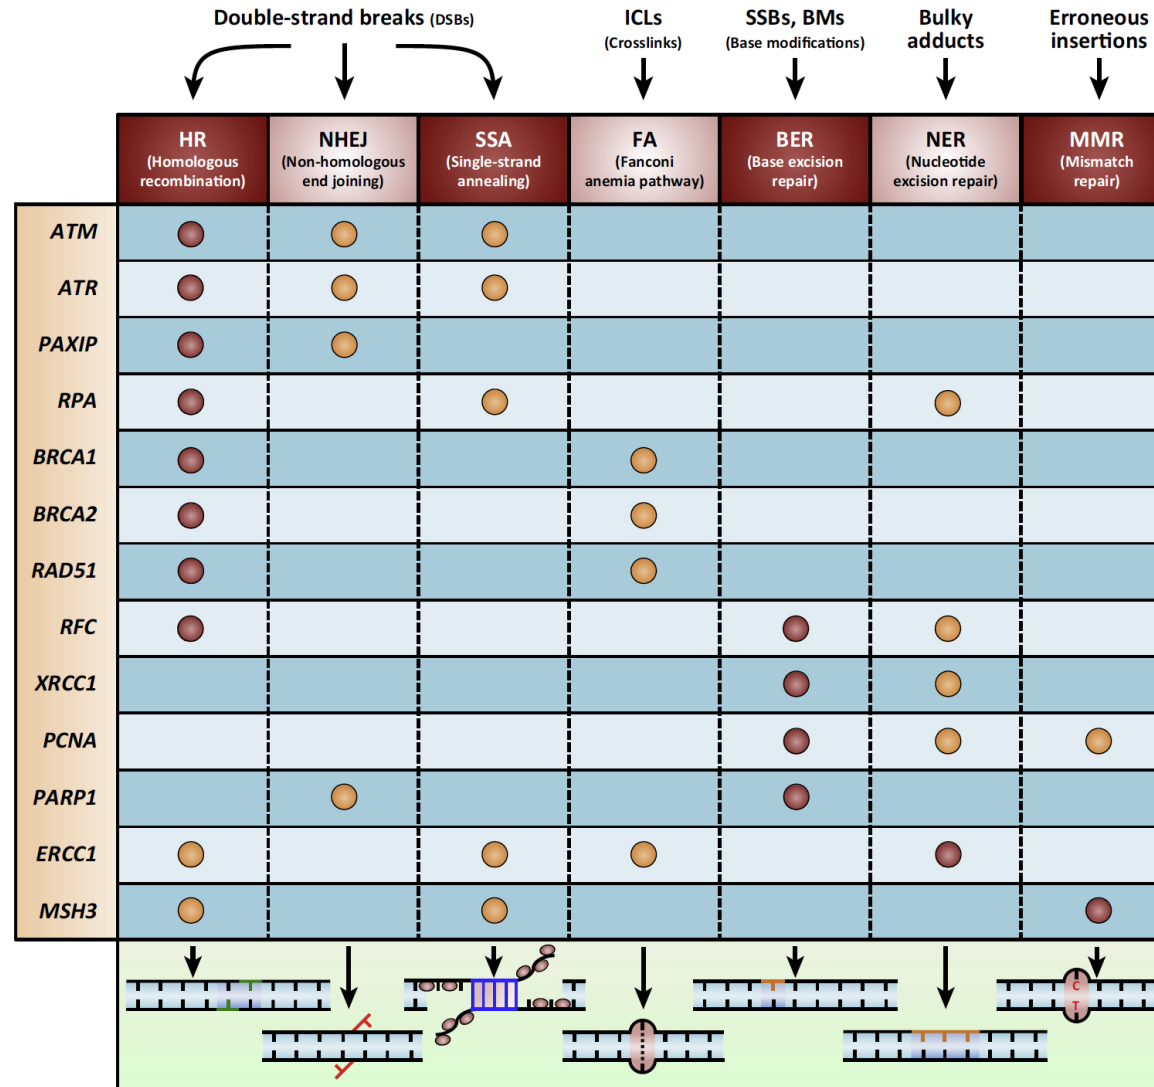 Double-strand breaks (DSBs)
ICLs
(Crosslinks)
SSBs, BMs
(Base modifications)
Bulky
adducts
Erroneous
insertions
HR
(Homologous
recombination)
NHEJ
(Non-homologous
end joining)
SSA
(Single-strand
annealing)
FA
(Fanconi
anemia pathway)
BER
(Base excision
repair)
NER
(Nucleotide
excision repair)
MMR
(Mismatch
repair)
ATM
ATR
PAXIP
RPA
BRCA1
BRCA2
RAD51
RFC
XRCC1
PCNA
PARP1
ERCC1
MSH3
C
T